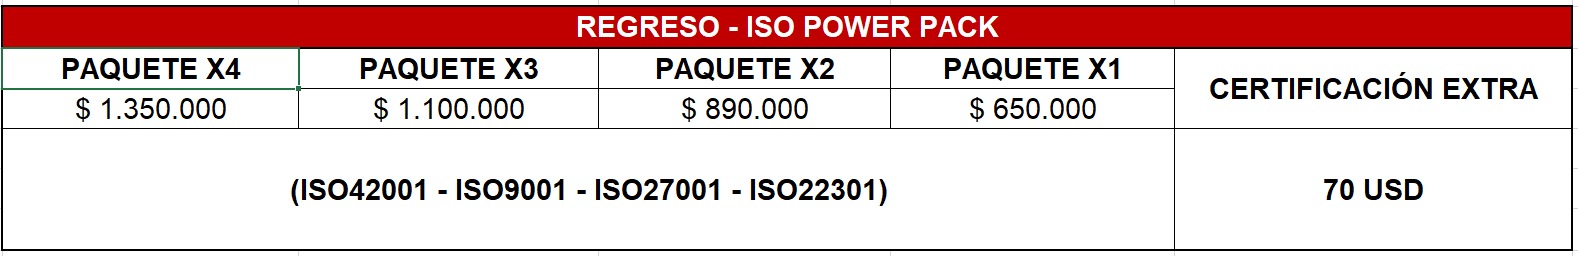 REGRESO - ISO POWER PACK
PAQUETE X4 PAQUETE X3 PAQUETE X2 PAQUETE X1 CERTIFICACIÓN EXTRA
$ 1.350.000 $ 1.100.000 $ 890.000 $ 650.000
(ISO42001 - ISO9001 - ISO27001 - ISO22301) 70 USD